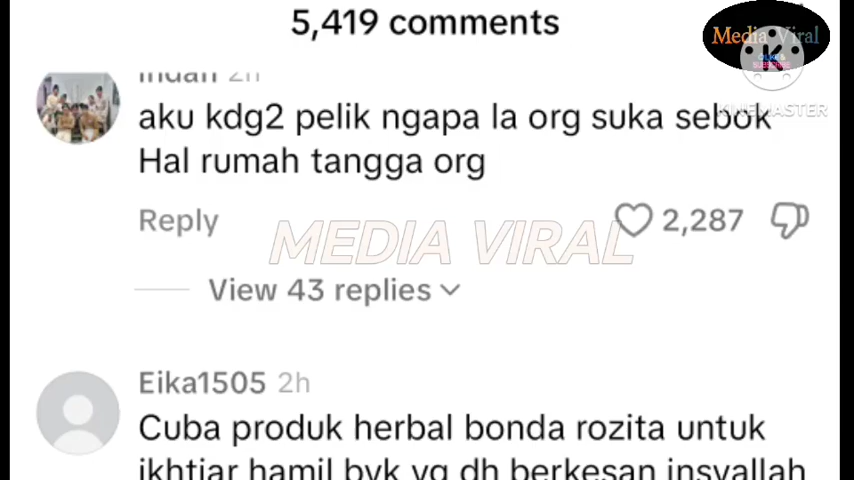 5,419 comments
Media Viral
KINEMASTER
Indah 2h
aku kdg2 pelik ngapa la org suka sebok
Hal rumah tangga org
Reply
2,287
MEDIA VIRAL
View 43 replies
Eika1505 2h
Cuba produk herbal bonda rozita untuk
ikhtiar hamil byk yg dh berkesan insyallah